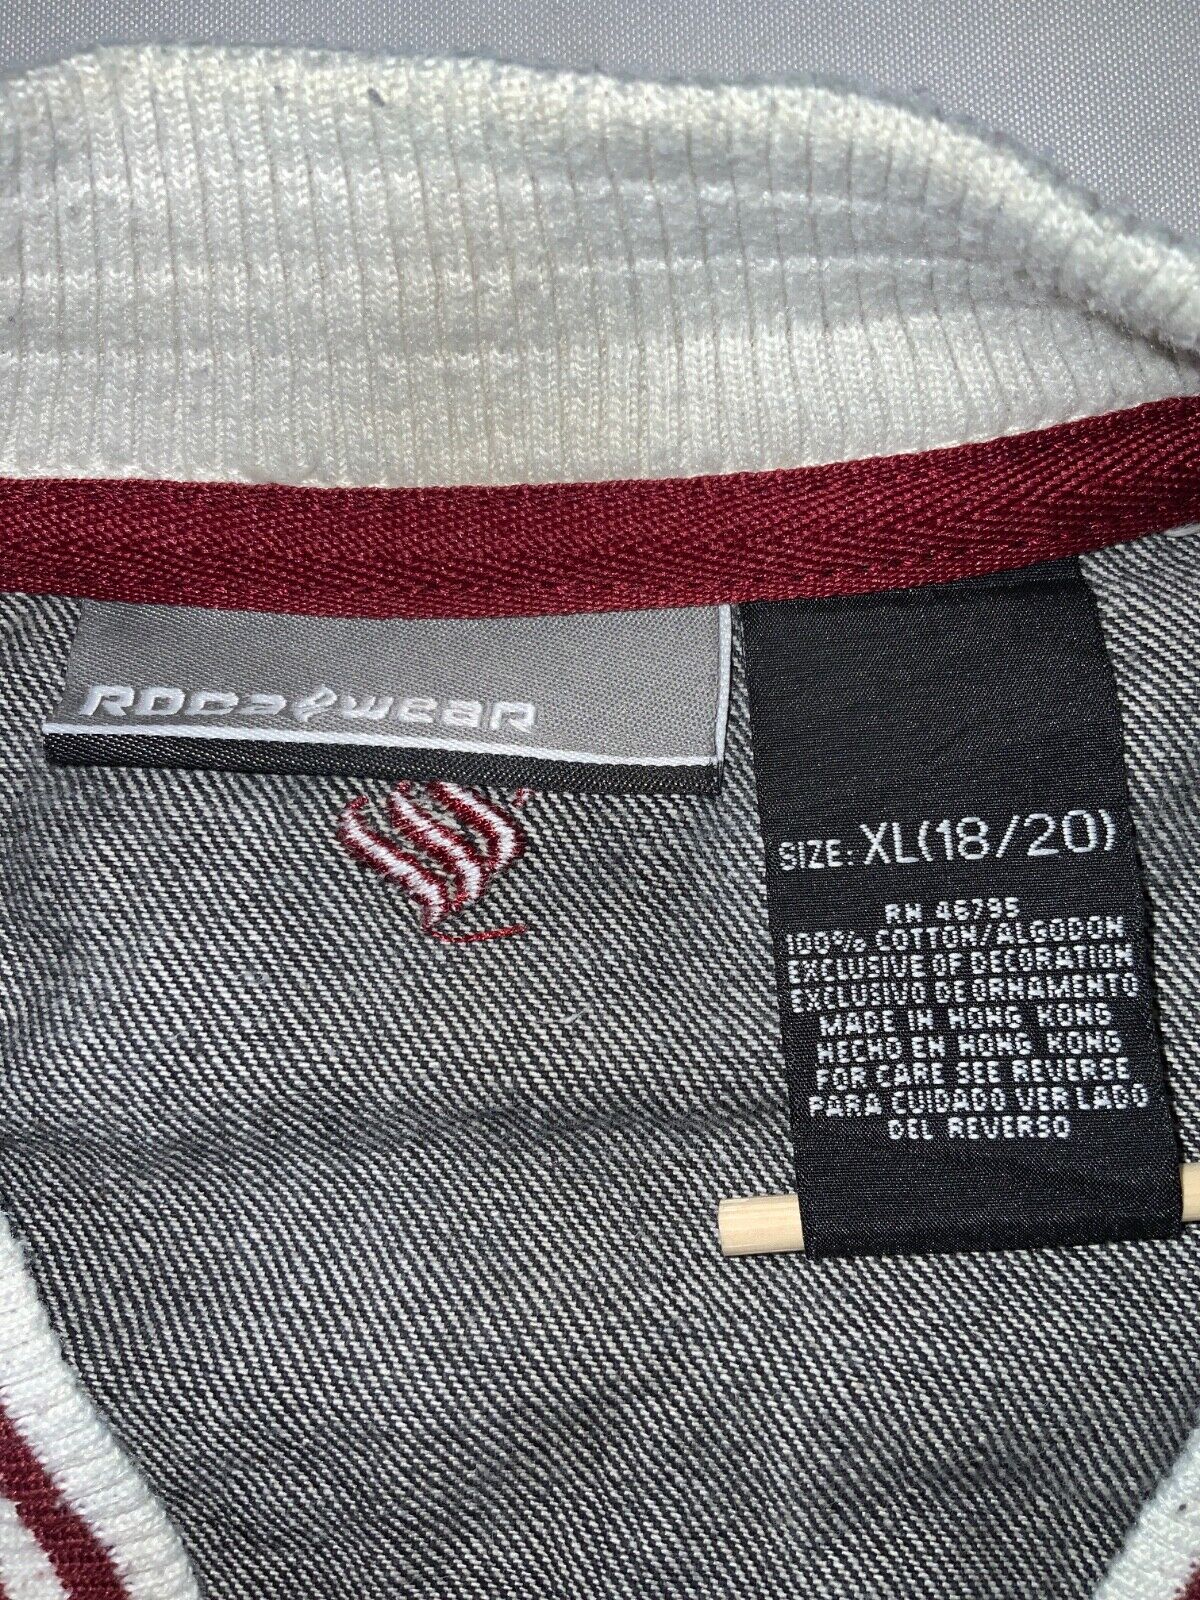 ROCAWEAR
SIZE: XL(18/20)
RN 46795
100% COTTON/ALGODON
EXCLUSIVE OF DECORATION
EXCLUSIVO DE ORNAMENTO
MADE IN HONG KONG
HECHO EN HONG KONG
FOR CARE SEE REVERSE
PARA CUIDADO VER LADO
DEL REVERSO